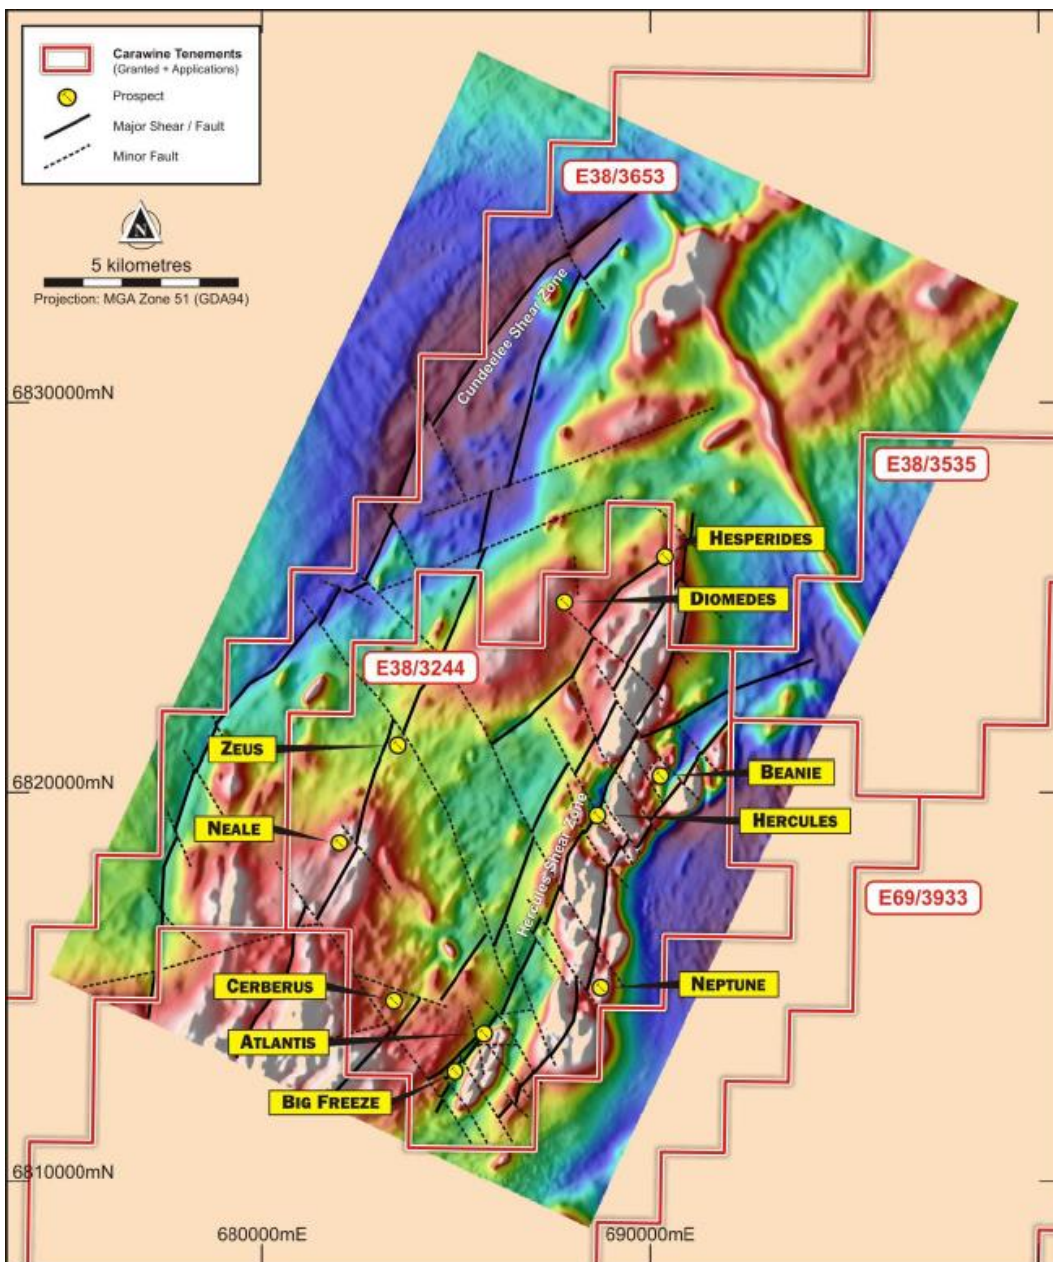 Carawine Tenements
(Granted + Applications)
Prospect
Major Shear / Fault
Minor Fault
N
5 kilometres
Projection: MGA Zone 51 (GDA94)
E38/3653
Cundeelee Shear Zone
6830000mN
E38/3535
HESPERIDES
DIOMEDES
E38/3244
ZEUS
BEANIE
6820000mN
HERCULES
NEALE
Hercules Shear Zone
E69/3933
CERBERUS
NEPTUNE
ATLANTIS
BIG FREEZE
6810000mN
680000mE
690000mE